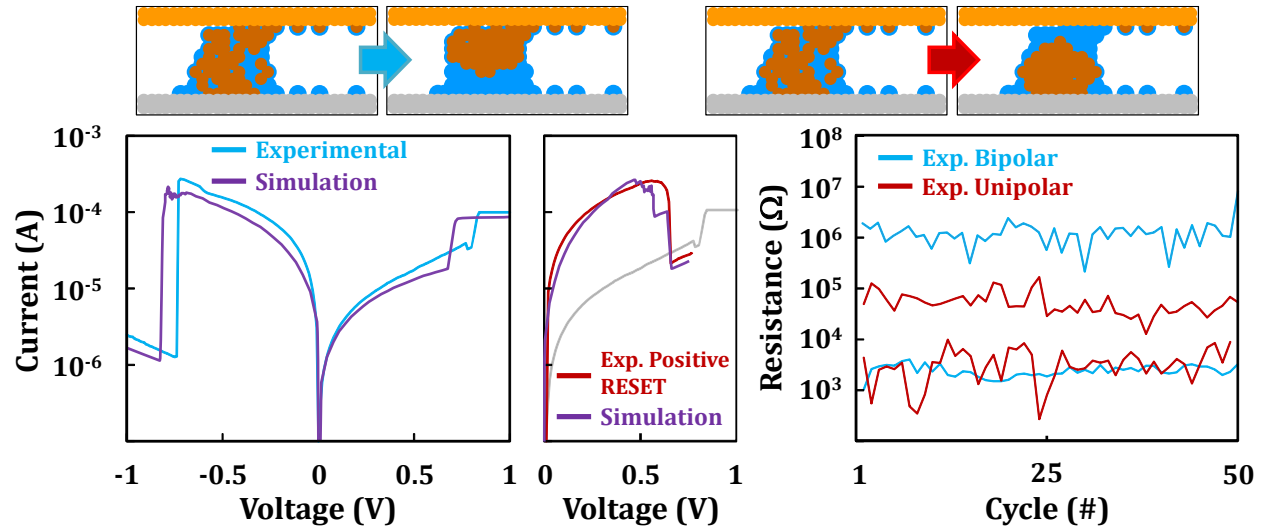 10⁻³
10⁻⁴
10⁻⁵
10⁻⁶
Current (A)
Experimental
Simulation
-1
-0.5
0
0.5
1
Voltage (V)
Exp. Positive
RESET
Simulation
0
0.5
1
Voltage (V)
10⁸
10⁷
10⁶
10⁵
10⁴
10³
Resistance (Ω)
Exp. Bipolar
Exp. Unipolar
1
25
50
Cycle (#)